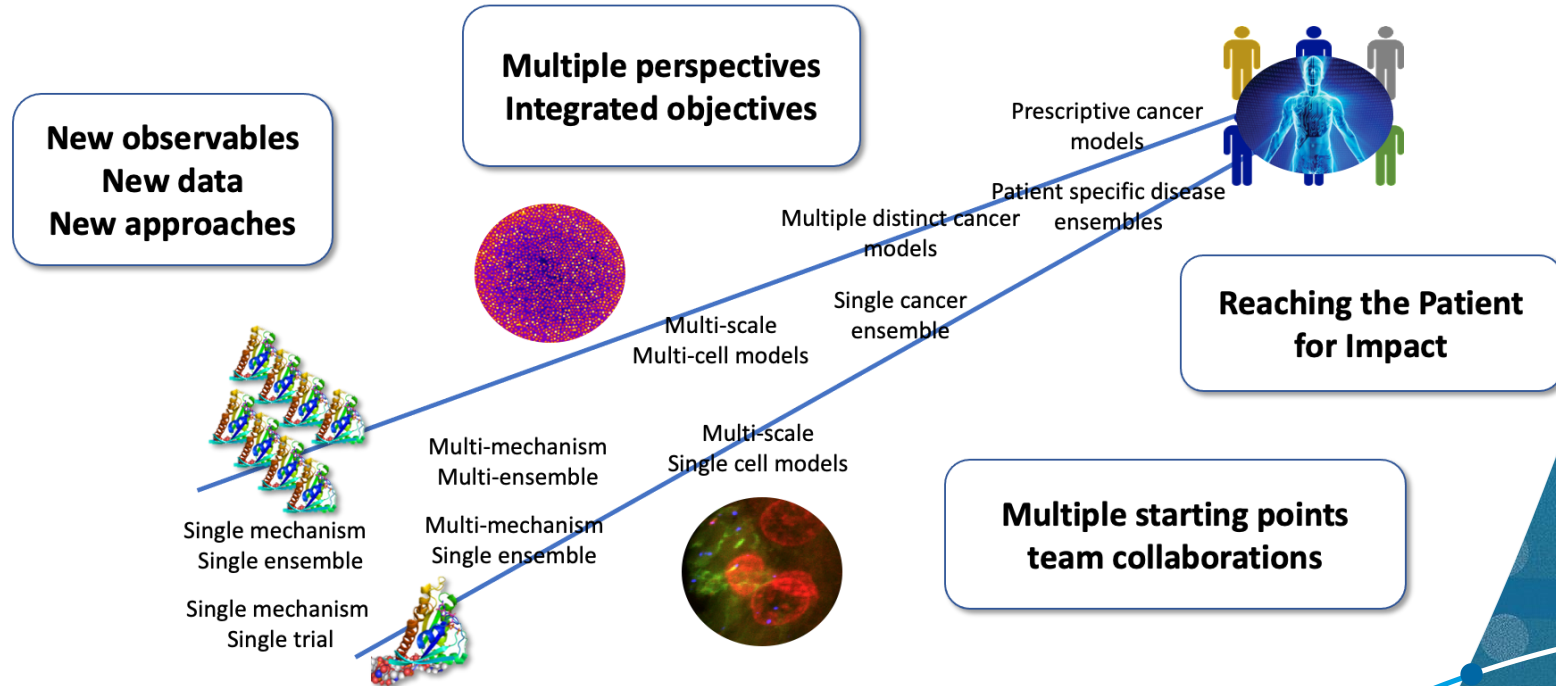 New observables
New data
New approaches
Multiple perspectives
Integrated objectives
Prescriptive cancer
models
Patient specific disease
ensembles
Multiple distinct cancer
models
Single cancer
ensemble
Reaching the Patient
for Impact
Multi-scale
Multi-cell models
Multi-scale
Single cell models
Multi-mechanism
Multi-ensemble
Multi-mechanism
Single ensemble
Single mechanism
Single ensemble
Single mechanism
Single trial
Multiple starting points
team collaborations